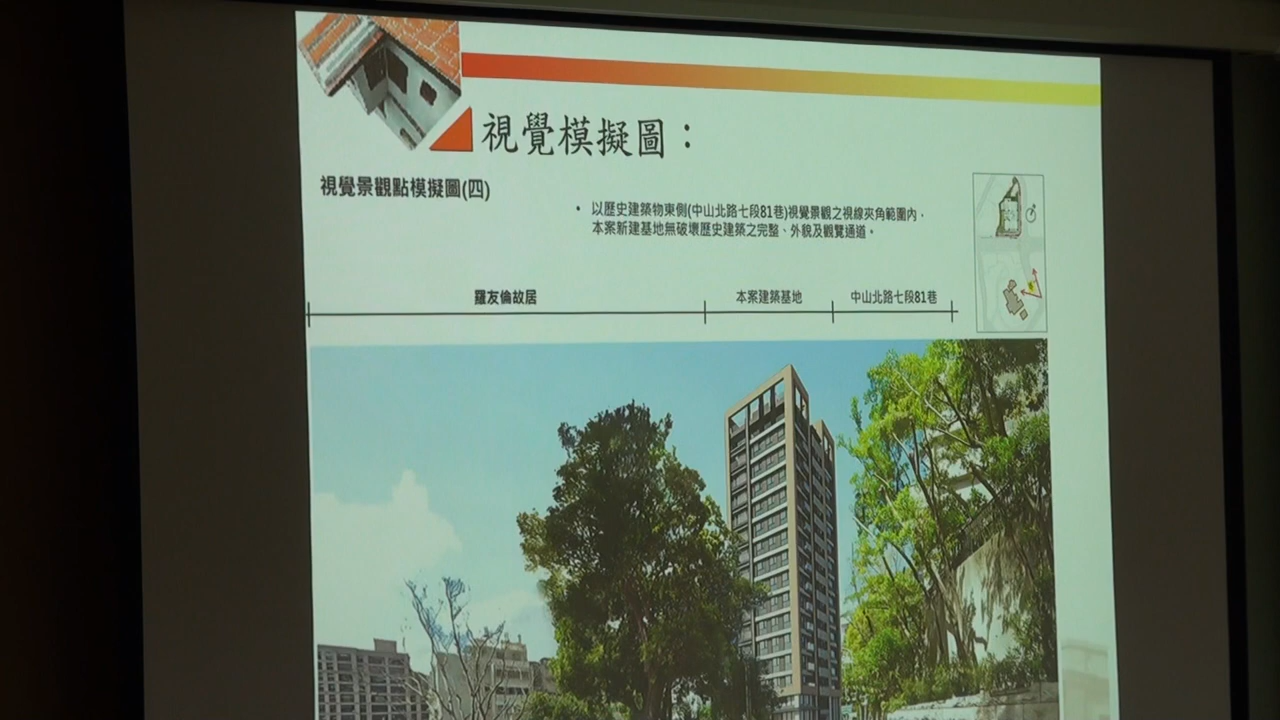 視覺模擬圖：
視覺景觀點模擬圖(四)
• 以歷史建築物東側(中山北路七段81巷)視覺景觀之視線夾角範圍內，
本案新建基地無破壞歷史建築之完整、外貌及觀覽通道。
羅友倫故居 本案建築基地 中山北路七段81巷